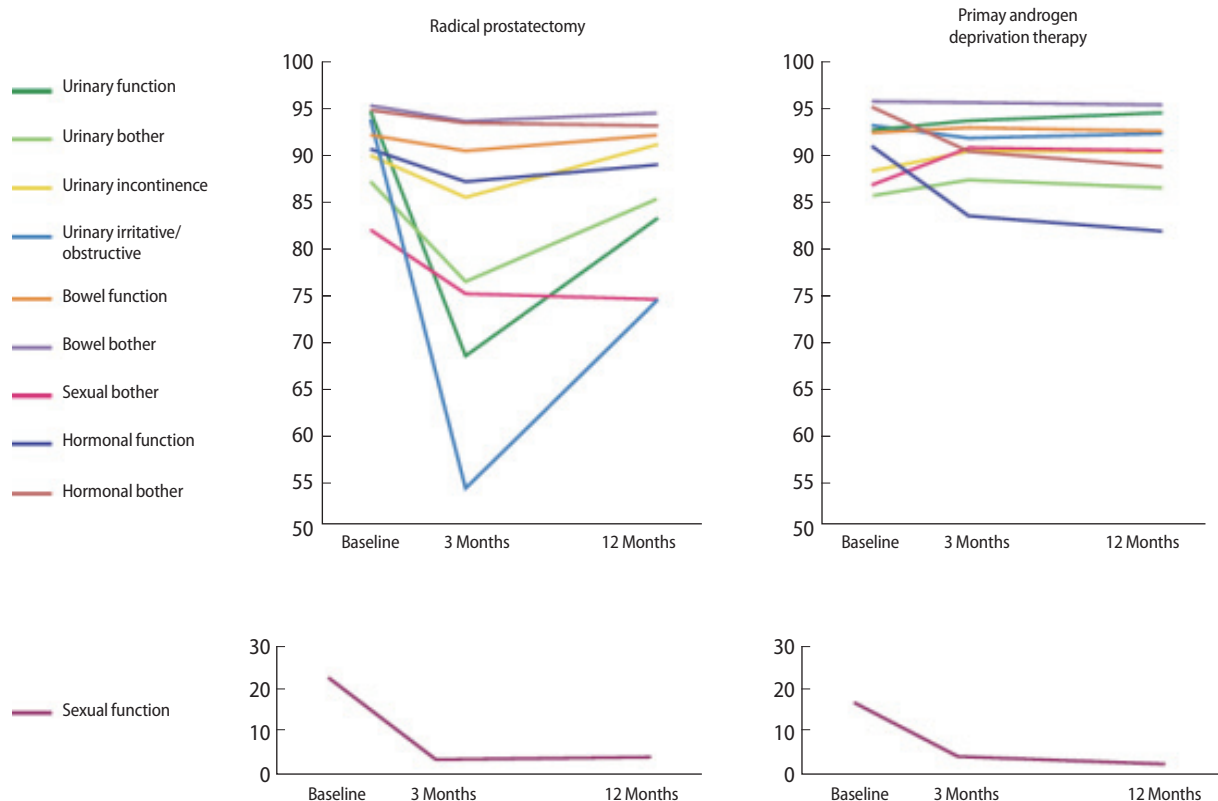 Radical prostatectomy
Primay androgen
deprivation therapy
Urinary function
Urinary bother
Urinary incontinence
Urinary irritative/
obstructive
Bowel function
Bowel bother
Sexual bother
Hormonal function
Hormonal bother
100
95
90
85
80
75
70
65
60
55
50
Baseline 3 Months 12 Months
100
95
90
85
80
75
70
65
60
55
50
Baseline 3 Months 12 Months
Sexual function
30
20
10
0
Baseline 3 Months 12 Months
30
20
10
0
Baseline 3 Months 12 Months